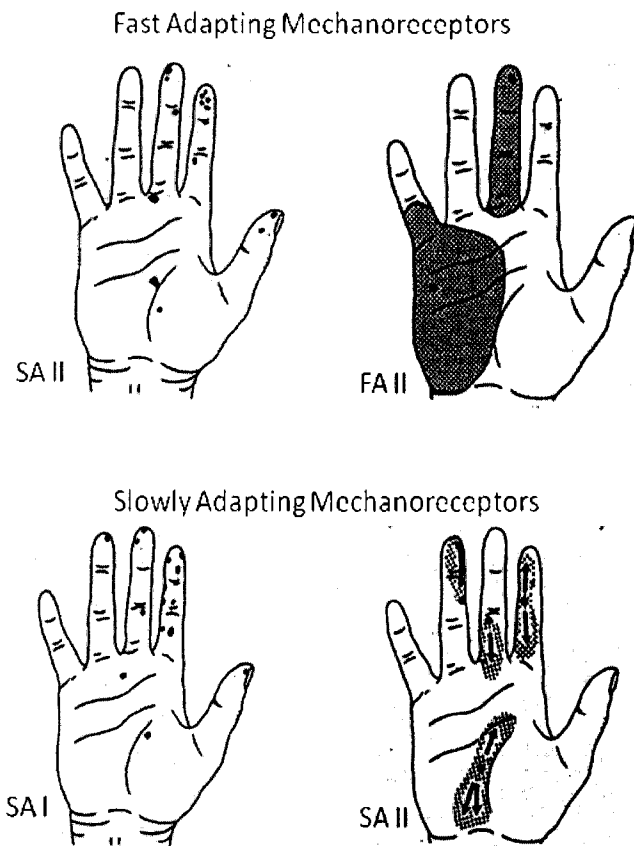 Fast Adapting Mechanoreceptors
SA II
FA II
Slowly Adapting Mechanoreceptors
SA I
SA II